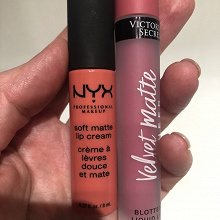 NYX
PROFESSIONAL MAKEUP
soft matte
lip cream
crème à
lèvres
douce
et mate
VICTORIA'S
SECRET
Velvet matte